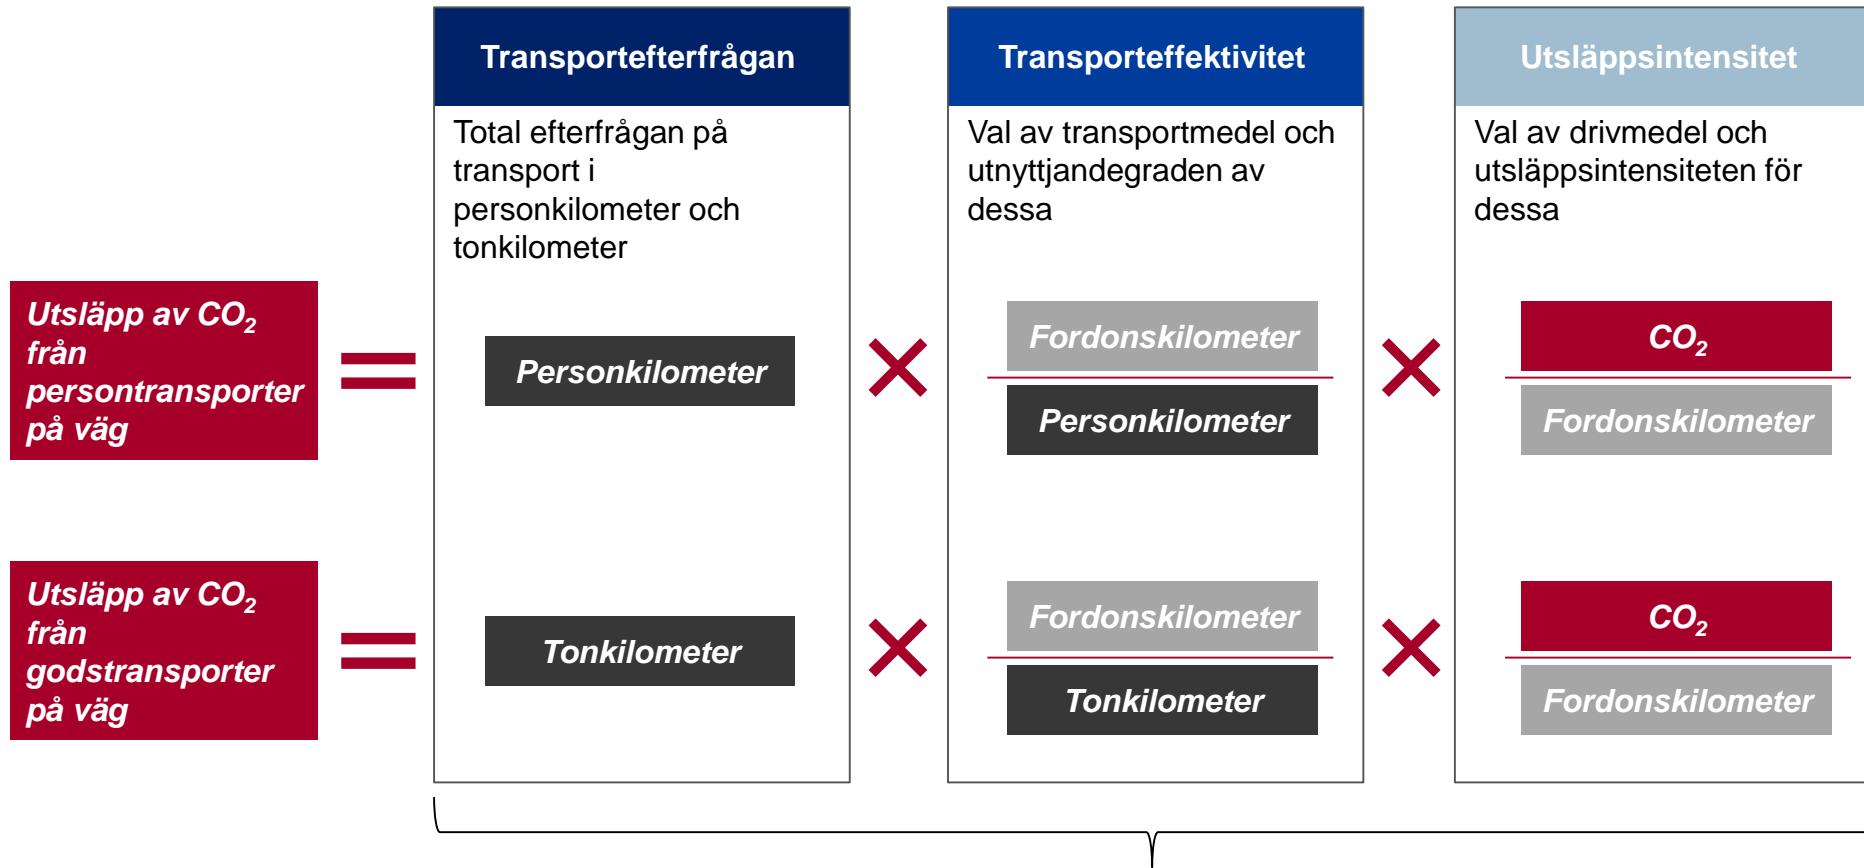 Transportefterfrågan
Transporteffektivitet
Utsläppsintensitet
Total efterfrågan på
transport i
personkilometer och
tonkilometer
Val av transportmedel och
utnyttjandegraden av
dessa
Val av drivmedel och
utsläppsintensiteten för
dessa
Utsläpp av CO₂
från
persontransporter
på väg
=
Personkilometer
×
Fordonskilometer
Personkilometer
×
CO₂
Fordonskilometer
Utsläpp av CO₂
från
godstransporter
på väg
=
Tonkilometer
×
Fordonskilometer
Tonkilometer
×
CO₂
Fordonskilometer